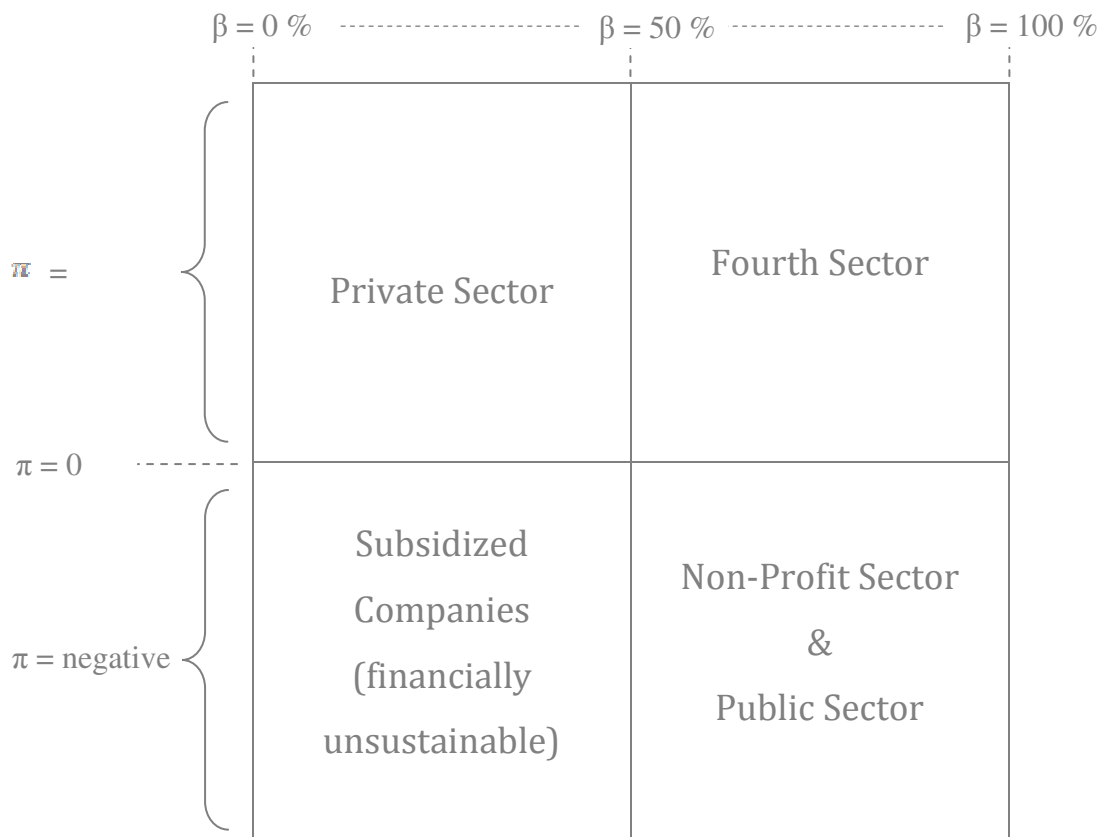 β = 0 %
β = 50 %
β = 100 %
π =
Private Sector
Fourth Sector
π = 0
Subsidized
Companies
(financially
unsustainable)
Non-Profit Sector
&
Public Sector
π = negative